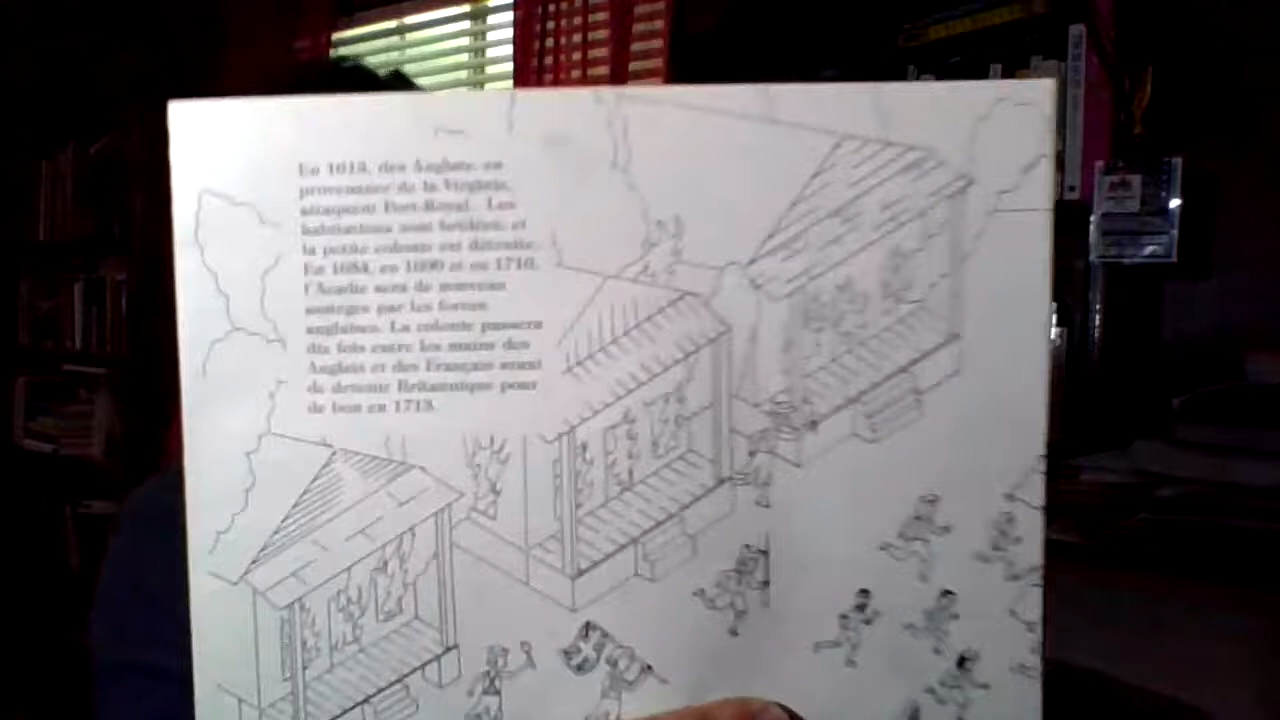 En 1613, des Anglais, en
provenance de la Virginie,
attaquent Port-Royal. Les
habitations sont brûlées, et
la petite colonie est détruite.
En 1654, en 1690 et en 1710,
l'Acadie sera de nouveau
assiégée par les forces
anglaises. La colonie passera
dix fois entre les mains des
Anglais et des Français avant
de devenir Britannique pour
de bon en 1713.